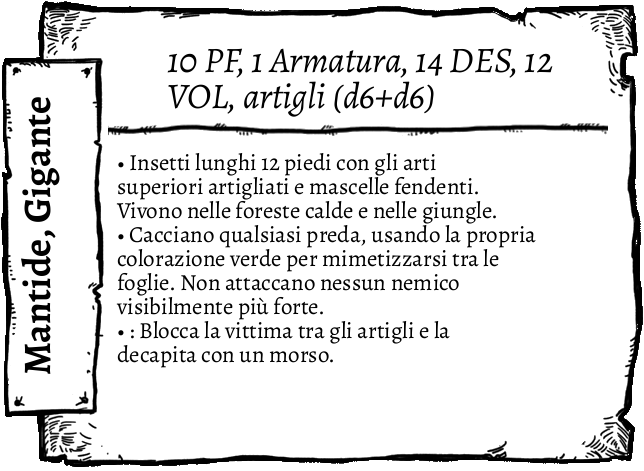 Mantide, Gigante
10 PF, 1 Armatura, 14 DES, 12
VOL, artigli (d6+d6)
• Insetti lunghi 12 piedi con gli arti
superiori artigliati e mascelle fendenti.
Vivono nelle foreste calde e nelle giungle.
• Cacciano qualsiasi preda, usando la propria
colorazione verde per mimetizzarsi tra le
foglie. Non attaccano nessun nemico
visibilmente più forte.
• : Blocca la vittima tra gli artigli e la
decapita con un morso.